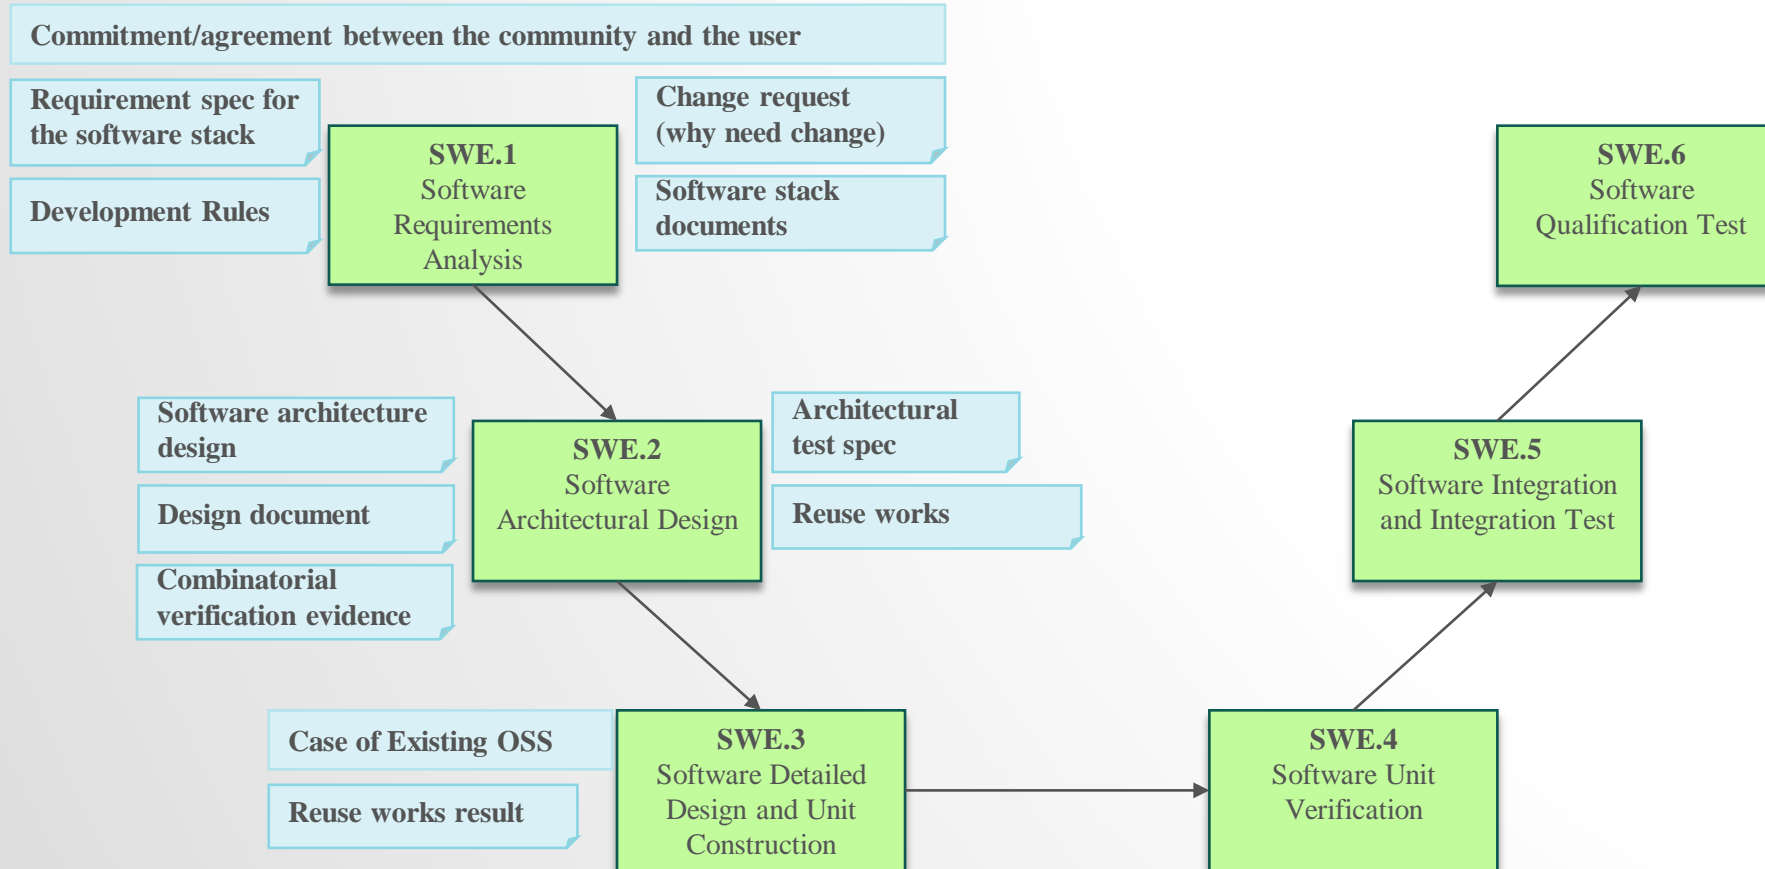 Commitment/agreement between the community and the user
Requirement spec for
the software stack
Development Rules
SWE.1
Software
Requirements
Analysis
Change request
(why need change)
Software stack
documents
SWE.6
Software
Qualification Test
Software architecture
design
Design document
Combinatorial
verification evidence
SWE.2
Software
Architectural Design
Architectural
test spec
Reuse works
SWE.5
Software Integration
and Integration Test
Case of Existing OSS
Reuse works result
SWE.3
Software Detailed
Design and Unit
Construction
SWE.4
Software Unit
Verification